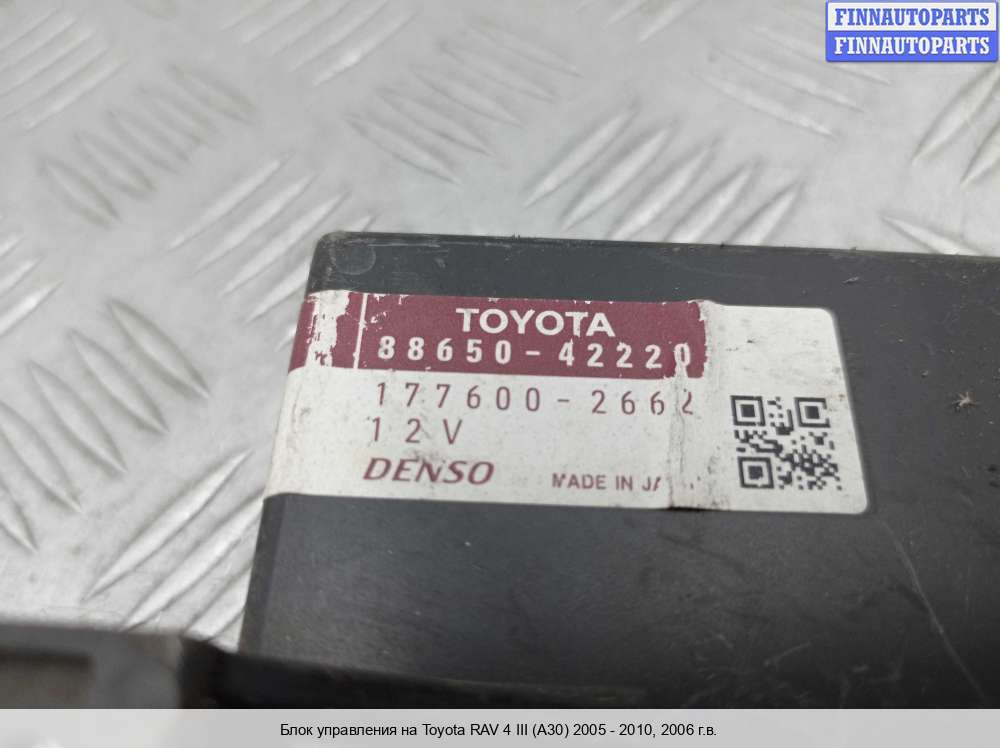 FINNAUTOPARTS
FINNAUTOPARTS
TOYOTA
88650-42220
177600-2662
12V
DENSO
MADE IN
Блок управления на Toyota RAV 4 III (A30) 2005 - 2010, 2006 г.в.